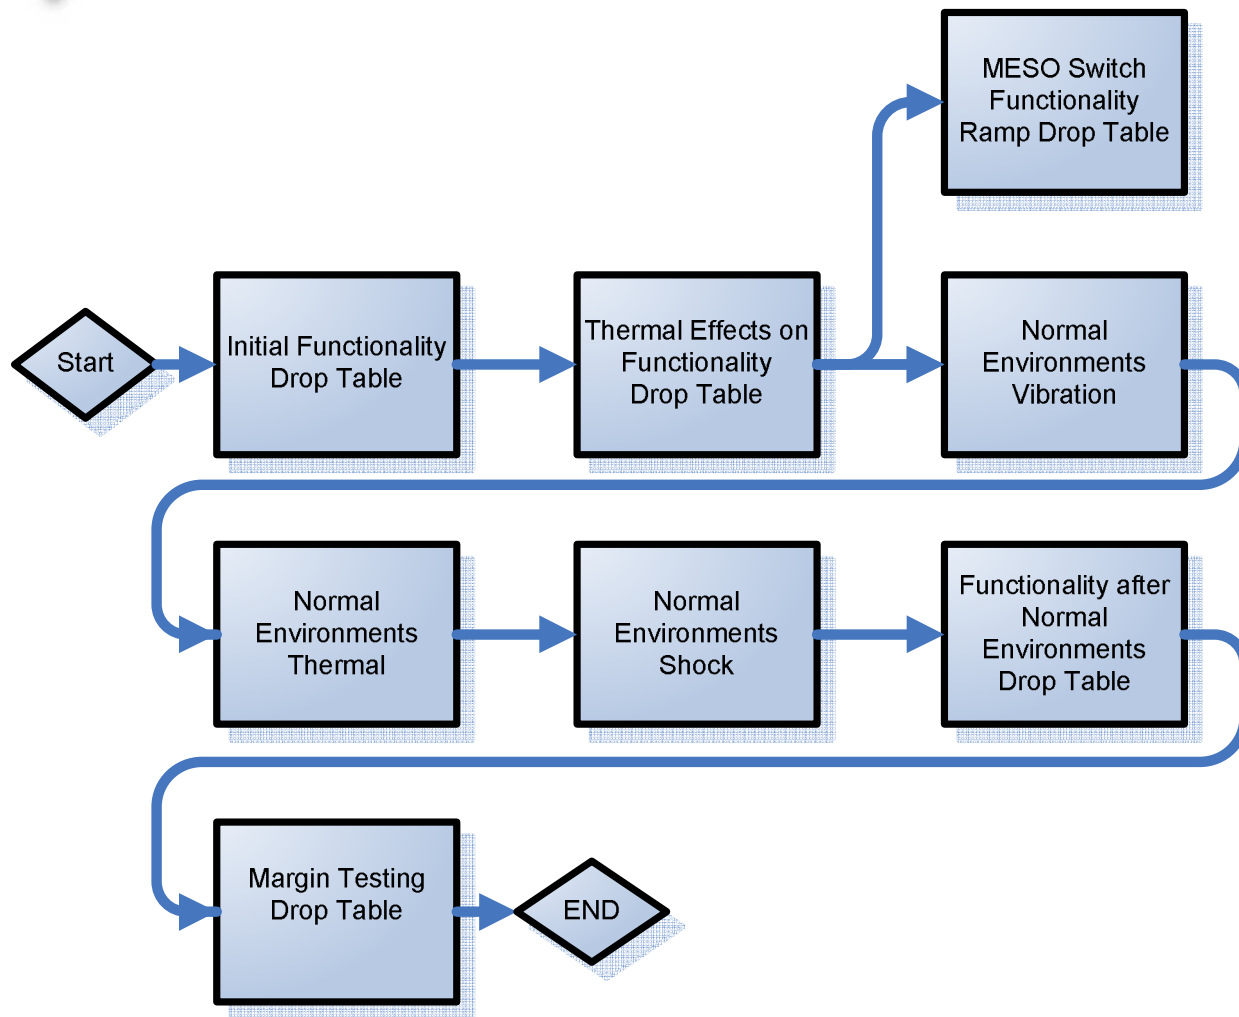 MESO Switch
Functionality
Ramp Drop Table
Start
Initial Functionality
Drop Table
Thermal Effects on
Functionality
Drop Table
Normal
Environments
Vibration
Normal
Environments
Thermal
Normal
Environments
Shock
Functionality after
Normal
Environments
Drop Table
Margin Testing
Drop Table
END